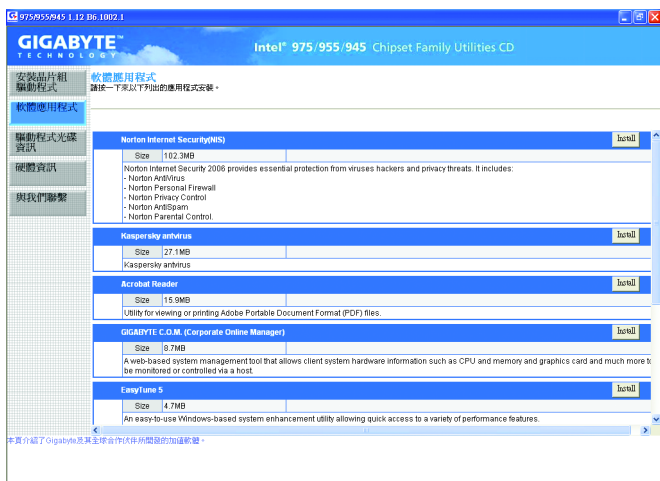 975/955/945 1.12 B6.1002.1
GIGABYTE™
TECHNOLOGY
Intel® 975/955/945 Chipset Family Utilities CD
安裝晶片組
驅動程式
軟體應用程式
驅動程式光碟
資訊
硬體資訊
與我們聯繫
軟體應用程式
請按一下來以下列出的應用程式安裝。
Norton Internet Security(NIS) Install
Size 102.3MB
Norton Internet Security 2006 provides essential protection from viruses hackers and privacy threats. It includes:
- Norton AntiVirus
- Norton Personal Firewall
- Norton Privacy Control
- Norton AntiSpam
- Norton Parental Control.
Kaspersky antvirus Install
Size 27.1MB
Kaspersky antvirus
Acrobat Reader Install
Size 15.9MB
Utility for viewing or printing Adobe Portable Document Format (PDF) files.
GIGABYTE C.O.M. (Corporate Online Manager) Install
Size 8.7MB
A web-based system management tool that allows client system hardware information such as CPU and memory and graphics card and much more to
be monitored or controlled via a host.
EasyTune 5 Install
Size 4.7MB
An easy-to-use Windows-based system enhancement utility allowing quick access to a variety of performance features.
本頁介紹了Gigabyte及其全球合作伙伴所開發的加值軟體。